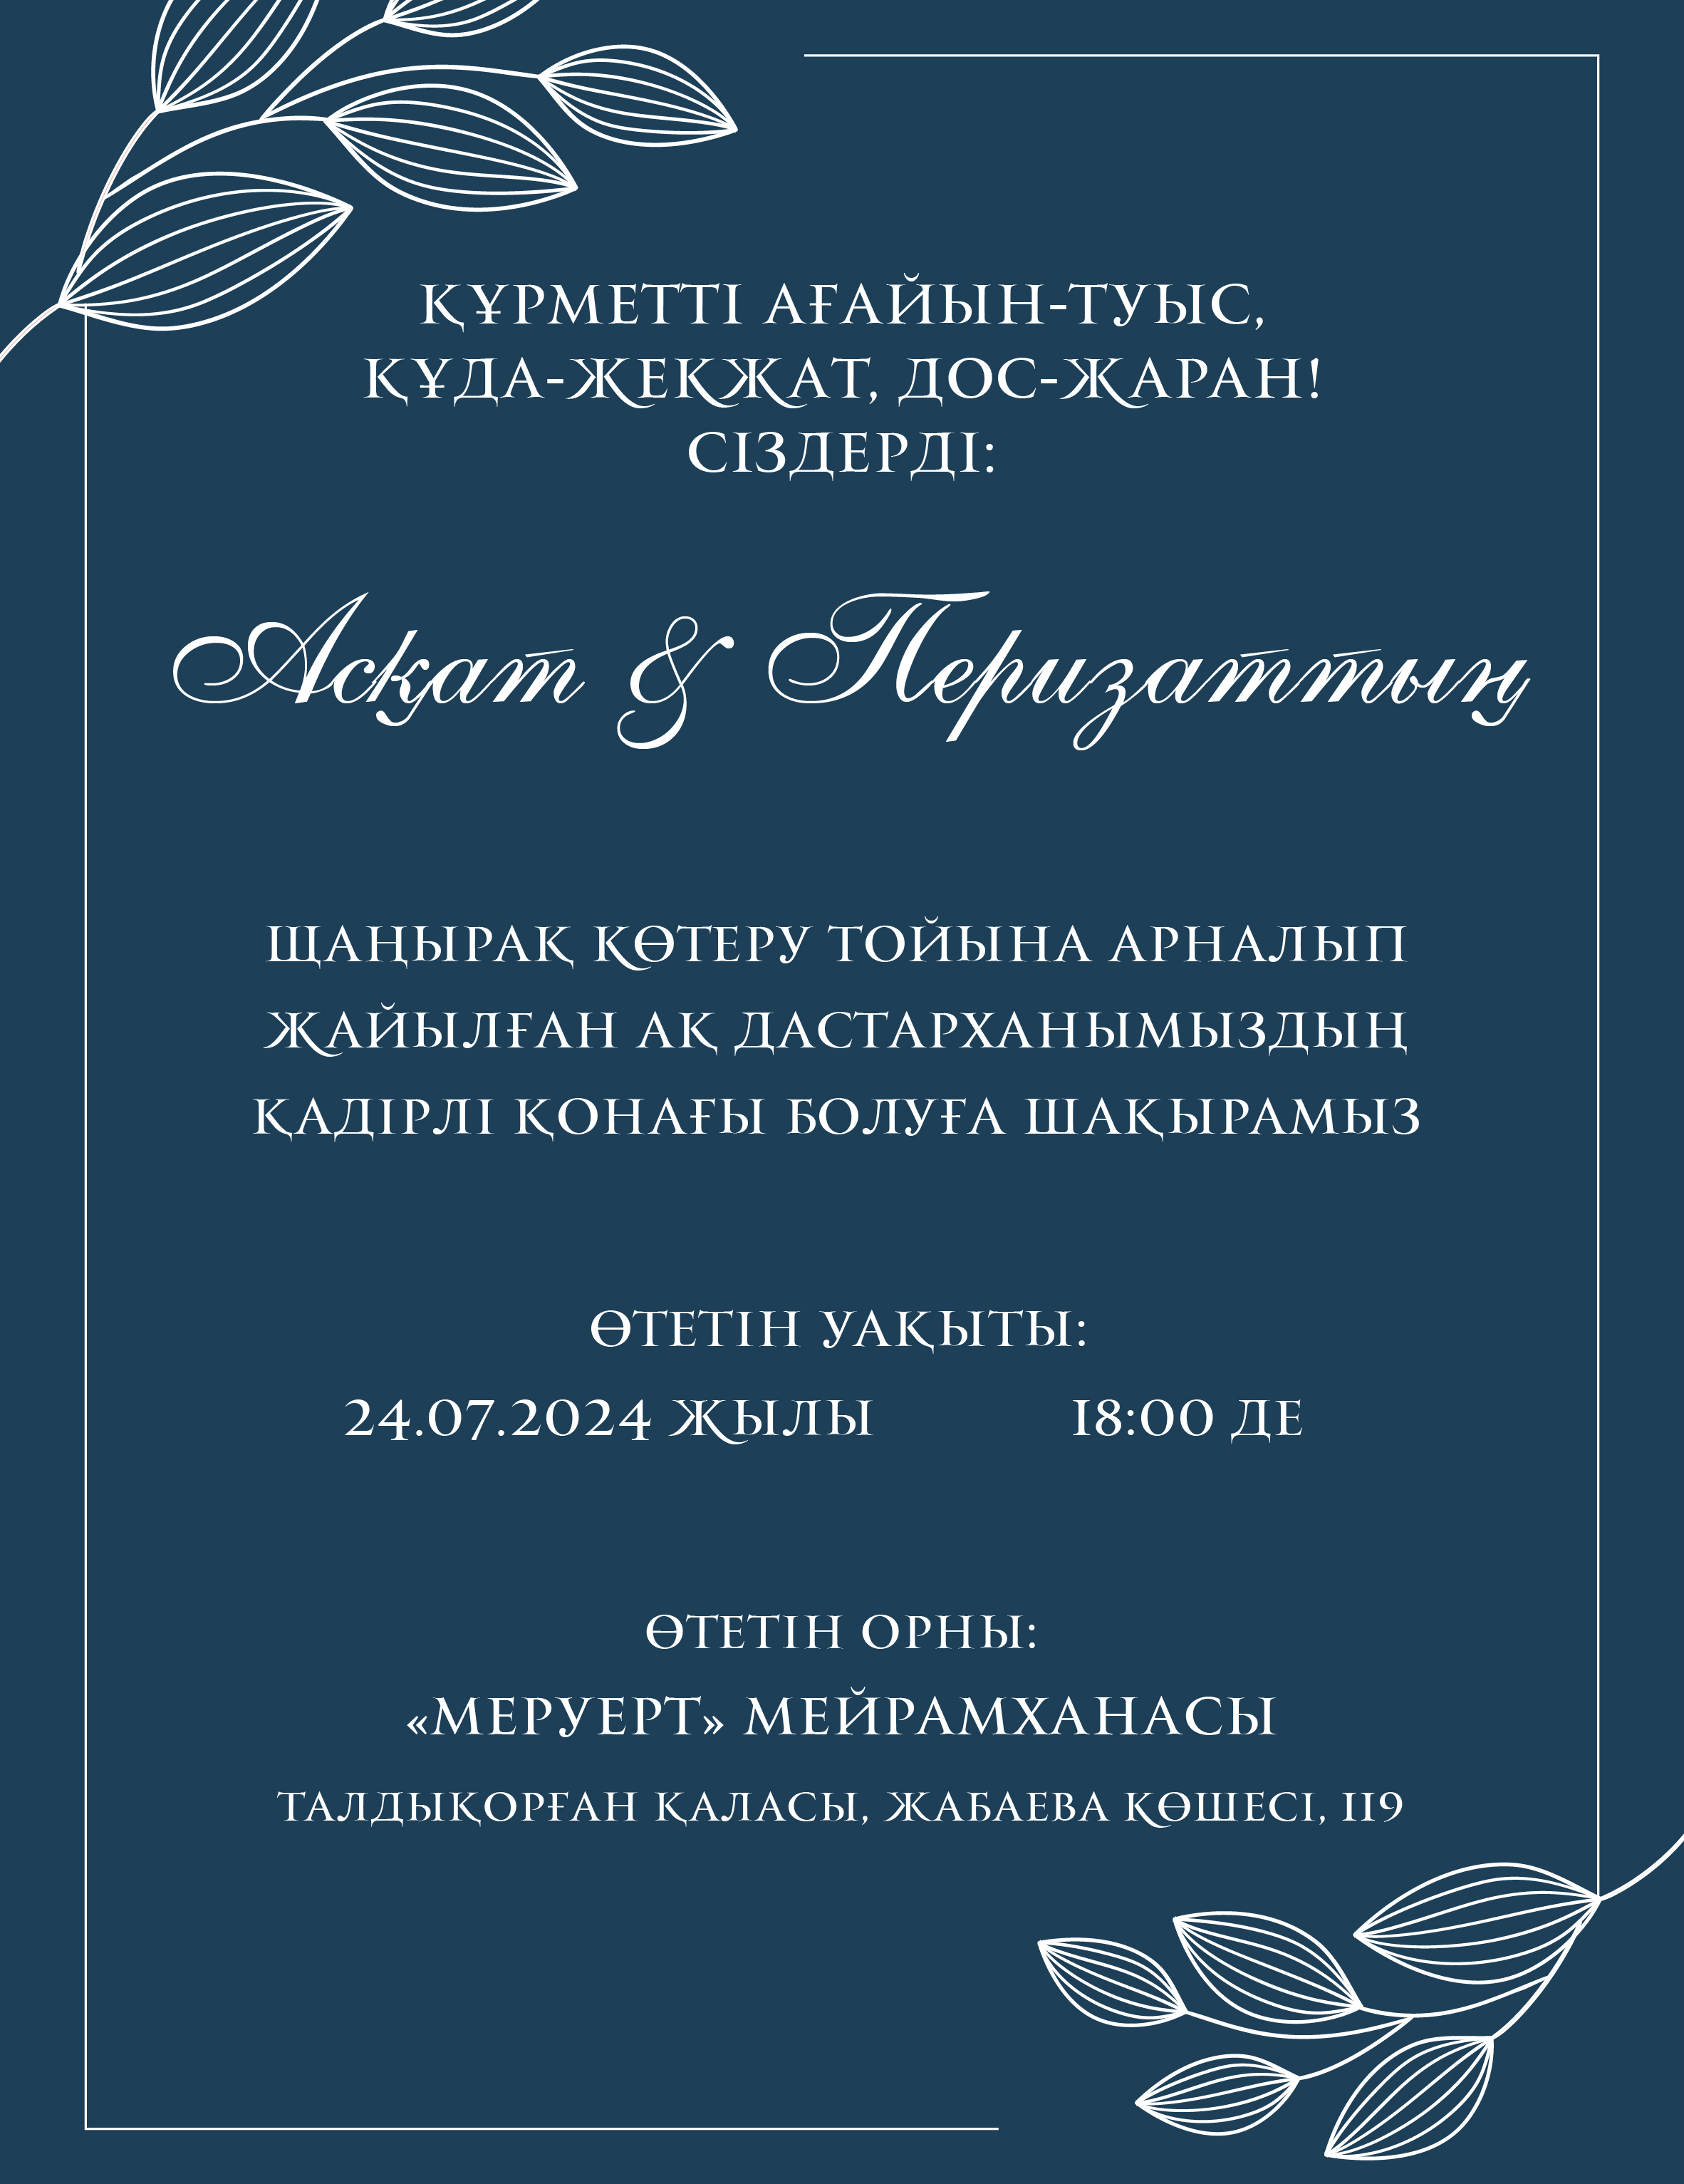 ҚҰРМЕТТІ АҒАЙЫН-ТУЫС,
ҚҰДА-ЖЕКЖАТ, ДОС-ЖАРАН!
СІЗДЕРДІ:
Асқат & Перизаттың
ЩАҢЫРАҚ КӨТЕРУ ТОЙЫНА АРНАЛЫП
ЖАЙЫЛҒАН АҚ ДАСТАРХАНЫМЫЗДЫҢ
ҚАДІРЛІ ҚОНАҒЫ БОЛУҒА ШАҚЫРАМЫЗ
ӨТЕТІН УАҚЫТЫ:
24.07.2024 ЖЫЛЫ 18:00 ДЕ
ӨТЕТІН ОРНЫ:
«МЕРУЕРТ» МЕЙРАМХАНАСЫ
ТАЛДЫҚОРҒАН ҚАЛАСЫ, ЖАБАЕВА КӨШЕСІ, 119